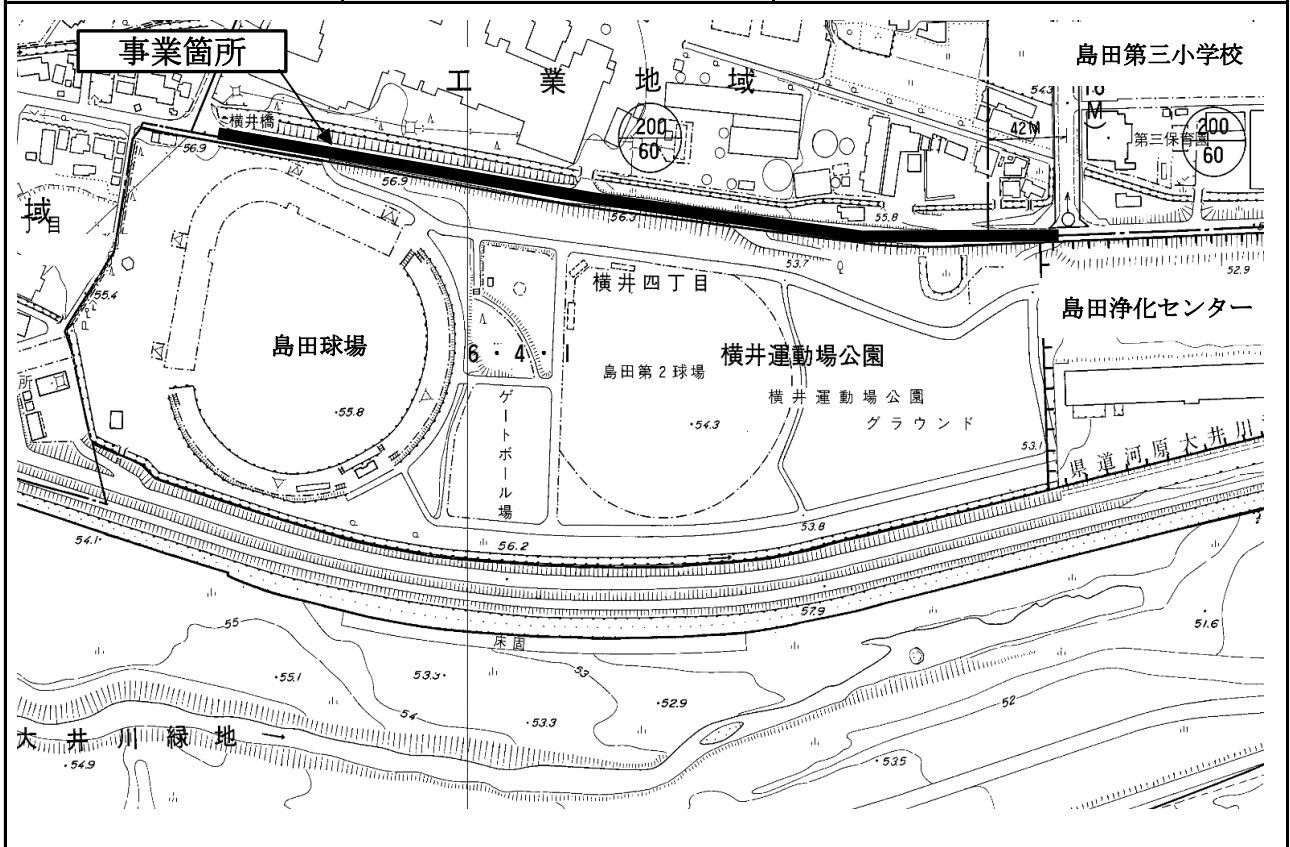 事業箇所
島田第三小学校
工業地域
54.3
16
M
横井橋
200
60
42M
第三保育園
200
60
56.9
56.9
56.3
55.8
域
丁目
53.7
52.9
横井四丁目
55.4
島田浄化センター
島田球場
6・4・1
横井運動場公園
島田第2球場
横井運動場公園
グラウンド
所
55.8
ゲートボール場
54.3
53.1
県道河原大井川
53.8
56.2
54.1
57.9
床固
51.6
55
55.1
53.3
53
52.9
54
53.3
52
大井川緑地→
54.9
53.5